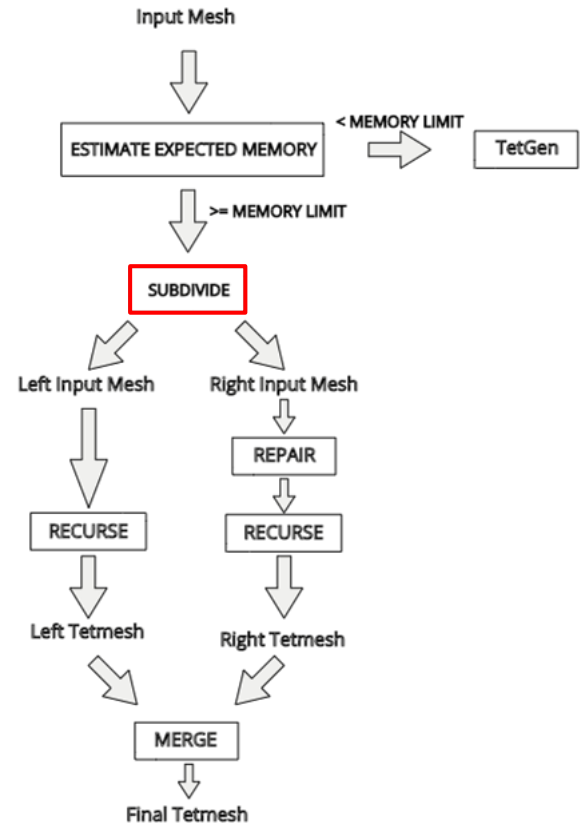 Input Mesh
< MEMORY LIMIT
ESTIMATE EXPECTED MEMORY
TetGen
>= MEMORY LIMIT
SUBDIVIDE
Left Input Mesh
Right Input Mesh
REPAIR
RECURSE
RECURSE
Left Tetmesh
Right Tetmesh
MERGE
Final Tetmesh